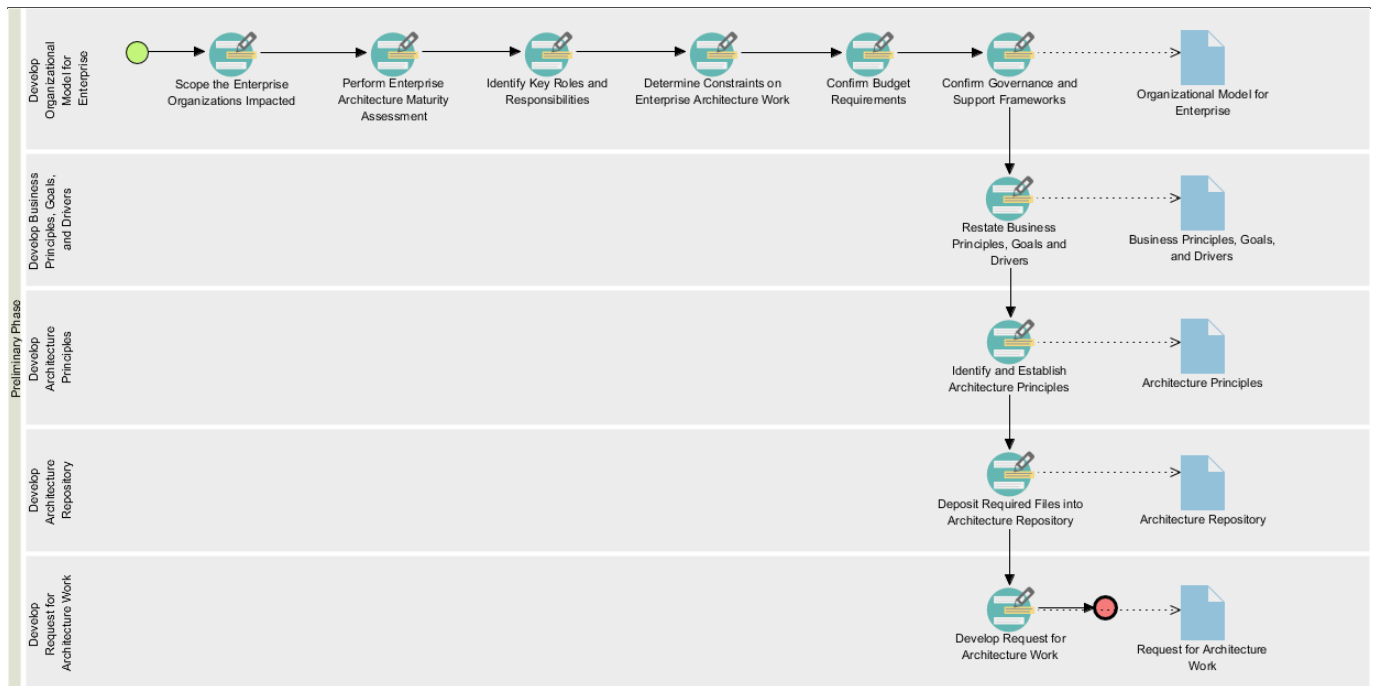 Preliminary Phase
Develop
Organizational
Model for
Enterprise
Scope the Enterprise
Organizations Impacted
Perform Enterprise
Architecture Maturity
Assessment
Identify Key Roles and
Responsibilities
Determine Constraints on
Enterprise Architecture Work
Confirm Budget
Requirements
Confirm Governance and
Support Frameworks
Organizational Model for
Enterprise
Develop Business
Principles, Goals,
and Drivers
Restate Business
Principles, Goals and
Drivers
Business Principles, Goals,
and Drivers
Develop
Architecture
Principles
Identify and Establish
Architecture Principles
Architecture Principles
Develop
Architecture
Repository
Deposit Required Files into
Architecture Repository
Architecture Repository
Develop
Request for
Architecture Work
Develop Request for
Architecture Work
Request for Architecture
Work